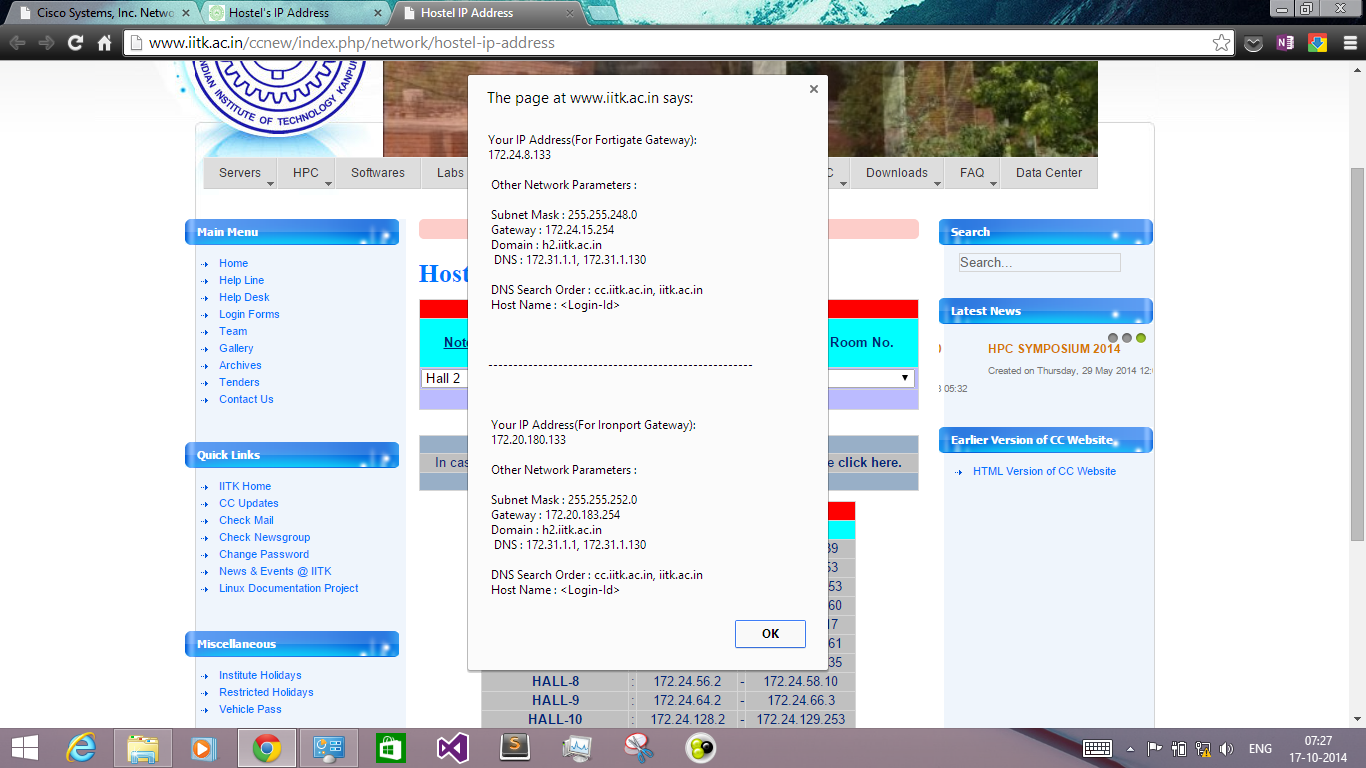 Cisco Systems, Inc. Netwo
Hostel's IP Address
Hostel IP Address
www.iitk.ac.in/ccnew/index.php/network/hostel-ip-address
INDIAN INSTITUTE OF TECHNOLOGY KANPUR
Servers
HPC
Softwares
Labs
C
Downloads
FAQ
Data Center
The page at www.iitk.ac.in says:
Your IP Address(For Fortigate Gateway):
172.24.8.133
Other Network Parameters :
Subnet Mask : 255.255.248.0
Gateway : 172.24.15.254
Domain : h2.iitk.ac.in
DNS : 172.31.1.1, 172.31.1.130
DNS Search Order : cc.iitk.ac.in, iitk.ac.in
Host Name : <Login-Id>
-----------------------------------------------------
Your IP Address(For Ironport Gateway):
172.20.180.133
Other Network Parameters :
Subnet Mask : 255.255.252.0
Gateway : 172.20.183.254
Domain : h2.iitk.ac.in
DNS : 172.31.1.1, 172.31.1.130
DNS Search Order : cc.iitk.ac.in, iitk.ac.in
Host Name : <Login-Id>
OK
Main Menu
Home
Help Line
Help Desk
Login Forms
Team
Gallery
Archives
Tenders
Contact Us
Quick Links
IITK Home
CC Updates
Check Mail
Check Newsgroup
Change Password
News & Events @ IITK
Linux Documentation Project
Miscellaneous
Institute Holidays
Restricted Holidays
Vehicle Pass
Host
Note
Room No.
Hall 2
In cas
e click here.
39
53
53
60
17
61
35
HALL-8 : 172.24.56.2 - 172.24.58.10
HALL-9 : 172.24.64.2 - 172.24.66.3
HALL-10 : 172.24.128.2 - 172.24.129.253
Search
Search...
Latest News
HPC SYMPOSIUM 2014
Created on Thursday, 29 May 2014 12:
3 05:32
Earlier Version of CC Website
HTML Version of CC Website
ENG
07:27
17-10-2014